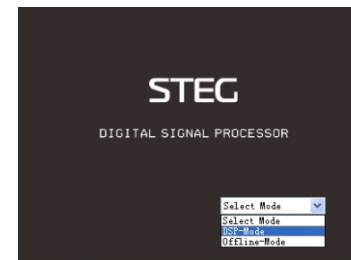 STEG
DIGITAL SIGNAL PROCESSOR
Select Mode
Select Mode
DSP-Mode
Offline-Mode